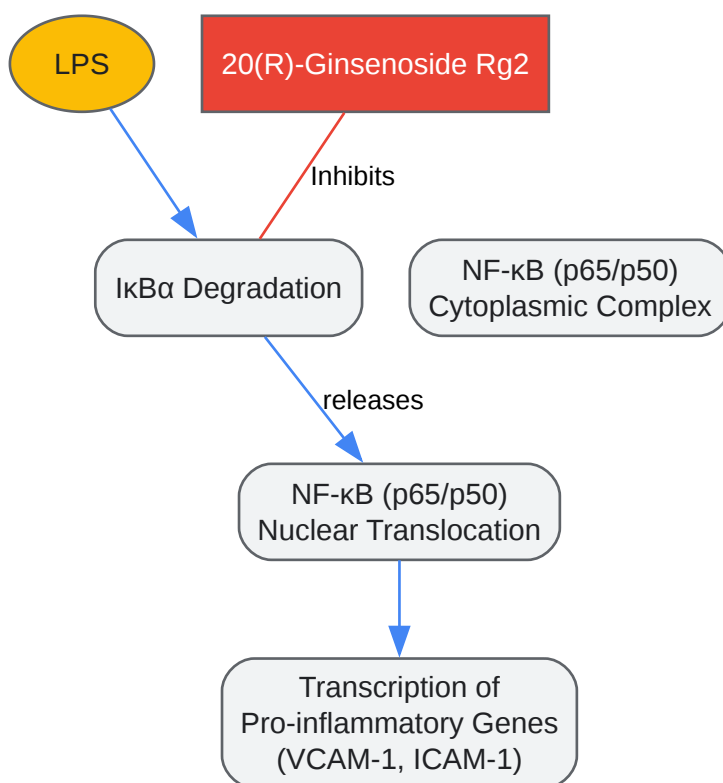 LPS
20(R)-Ginsenoside Rg2
Inhibits
IκBα Degradation
NF-κB (p65/p50)
Cytoplasmic Complex
releases
NF-κB (p65/p50)
Nuclear Translocation
Transcription of
Pro-inflammatory Genes
(VCAM-1, ICAM-1)